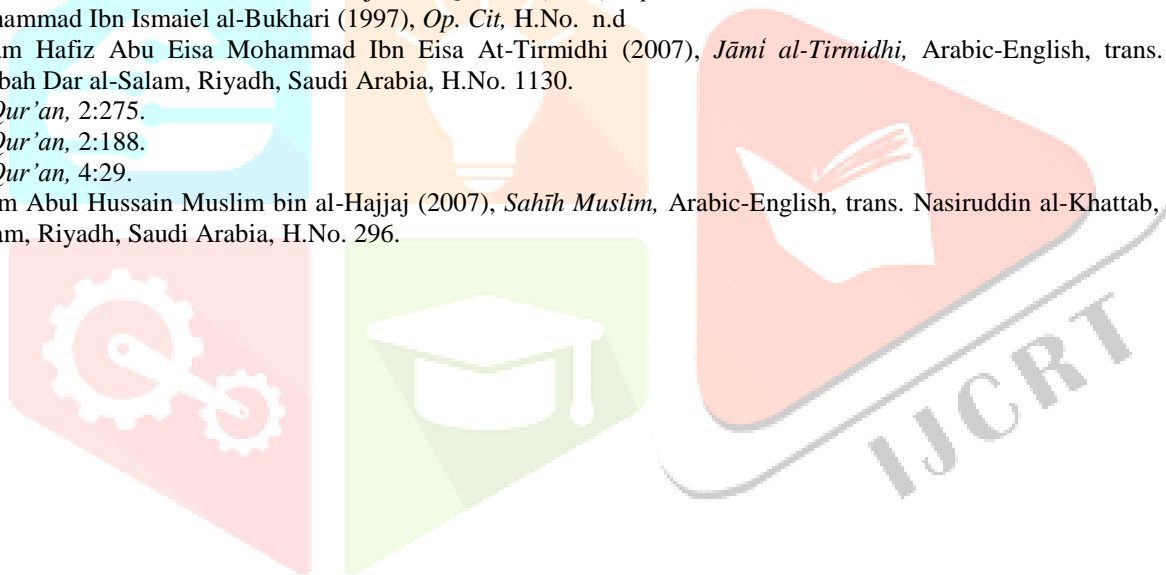 hammad Ibn Ismaiel al-Bukhari (1997), Op. Cit, H.No. n.d
am Hafiz Abu Eisa Mohammad Ibn Eisa At-Tirmidhi (2007), Jāmí al-Tirmidhi, Arabic-English, trans.
bah Dar al-Salam, Riyadh, Saudi Arabia, H.No. 1130.
Qur’an, 2:275.
Qur’an, 2:188.
Qur’an, 4:29.
m Abul Hussain Muslim bin al-Hajjaj (2007), Sahīh Muslim, Arabic-English, trans. Nasiruddin al-Khattab,
am, Riyadh, Saudi Arabia, H.No. 296.
IJCRT